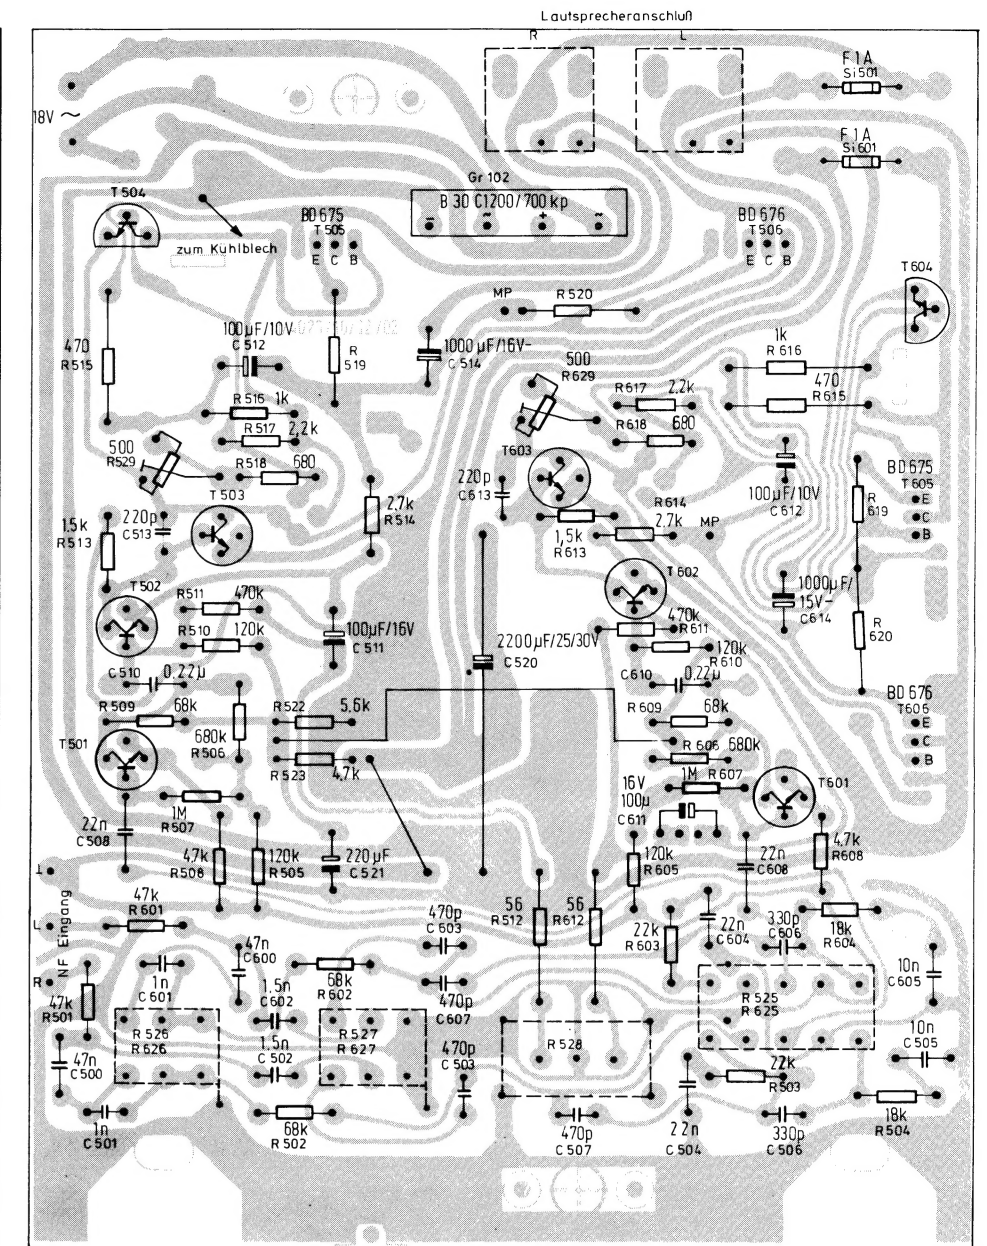 Lautsprecheranschluß
R L
F 1 A
Si 501
18V ~
F 1 A
Si 601
Gr 102
B 30 C1200/700 kp
− ~ + ~
T 504
zum Kühlblech
BD 675
T 505
E C B
BD 676
T 506
E C B
T 604
MP
R 520
100µF/10V
C 512
470
R 515
R
519
1000µF/16V-
C 514
500
R 629
1k
R 616
470
R 615
R 617 2,2k
R 618 680
R 516 1k
R 517 2,2k
R 518 680
500
R 529
T 503
T 603
220p
C 613
100µF/10V
C 612
BD 675
T 605
E
C
B
R
619
1,5k
R 513
220p
C 513
2,7k
R 514
1,5k
R 613
R 614
2,7k
MP
T 502
R 511 470k
R 510 120k
100µF/16V
C 511
T 602
470k
R 611
120k
R 610
1000µF/
15V-
C 614
R
620
2200µF/25/30V
C 520
C 510 0,22µ
C 610 0,22µ
R 509 68k
R 609 68k
680k
R 506
R 522 5,6k
R 523 4,7k
R 606 680k
BD 676
T 606
E
C
B
T 501
1M
R 507
1M R 607
16V
100µ
C 611
T 601
22n
C 508
4,7k
R 508
120k
R 505
220µF
C 521
120k
R 605
22n
C 608
4,7k
R 608
⊥
L
R
NF Eingang
47k
R 601
470p
C 603
56
R 512
56
R 612
22k
R 603
22n
C 604
330p
C 606
18k
R 604
47k
R 501
1n
C 601
47n
C 600
1,5n
C 602
68k
R 602
470p
C 607
R 525
R 625
10n
C 605
R 526
R 626
1,5n
C 502
R 527
R 627
470p
C 503
R 528
10n
C 505
47n
C 500
1n
C 501
68k
R 502
470p
C 507
22n
C 504
22k
R 503
330p
C 506
18k
R 504